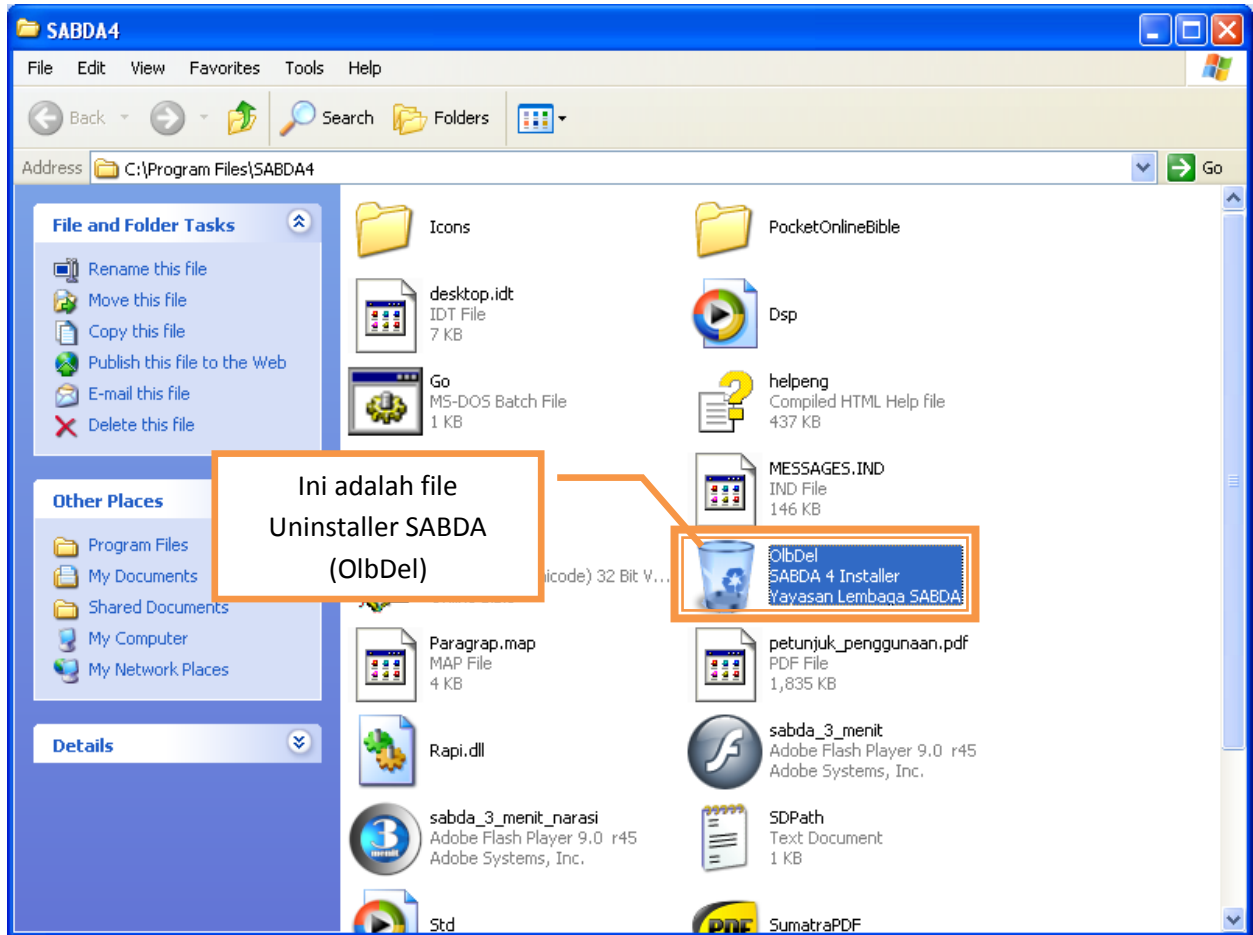 SABDA4
File Edit View Favorites Tools Help
Back Search Folders
Address C:\Program Files\SABDA4 Go
File and Folder Tasks
Rename this file
Move this file
Copy this file
Publish this file to the Web
E-mail this file
Delete this file
Other Places
Program Files
My Documents
Shared Documents
My Computer
My Network Places
Details
Icons
PocketOnlineBible
desktop.idt
IDT File
7 KB
Dsp
Go
MS-DOS Batch File
1 KB
helpeng
Compiled HTML Help file
437 KB
MESSAGES.IND
IND File
146 KB
Ini adalah file
Uninstaller SABDA
(OlbDel)
icode) 32 Bit V...
OlbDel
SABDA 4 Installer
Yayasan Lembaga SABDA
Paragrap.map
MAP File
4 KB
petunjuk_penggunaan.pdf
PDF File
1,835 KB
Rapi.dll
sabda_3_menit
Adobe Flash Player 9.0 r45
Adobe Systems, Inc.
3
menit
sabda_3_menit_narasi
Adobe Flash Player 9.0 r45
Adobe Systems, Inc.
SDPath
Text Document
1 KB
Std
PDF
SumatraPDF